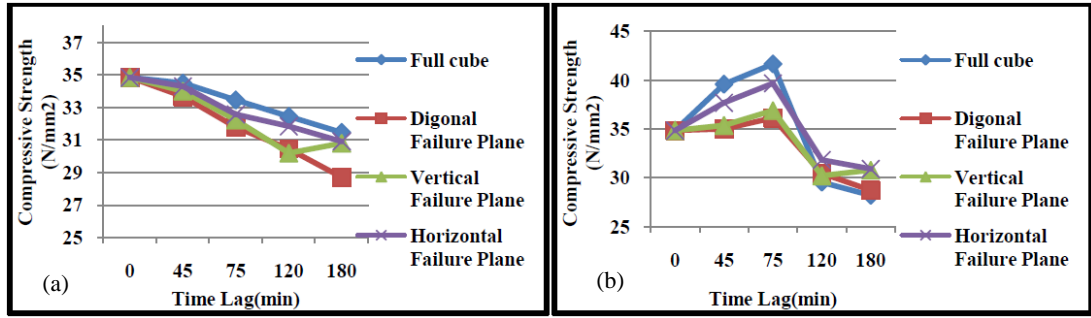 37
35
33
31
29
27
25
Compressive Strength
(N/mm2)
0 45 75 120 180
Time Lag(min)
Full cube
Digonal
Failure Plane
Vertical
Failure Plane
Horizontal
Failure Plane
(a)
45
40
35
30
25
Compressive Strength
(N/mm2)
0 45 75 120 180
Time Lag(min)
Full cube
Digonal
Failure Plane
Vertical
Failure Plane
Horizontal
Failure Plane
(b)